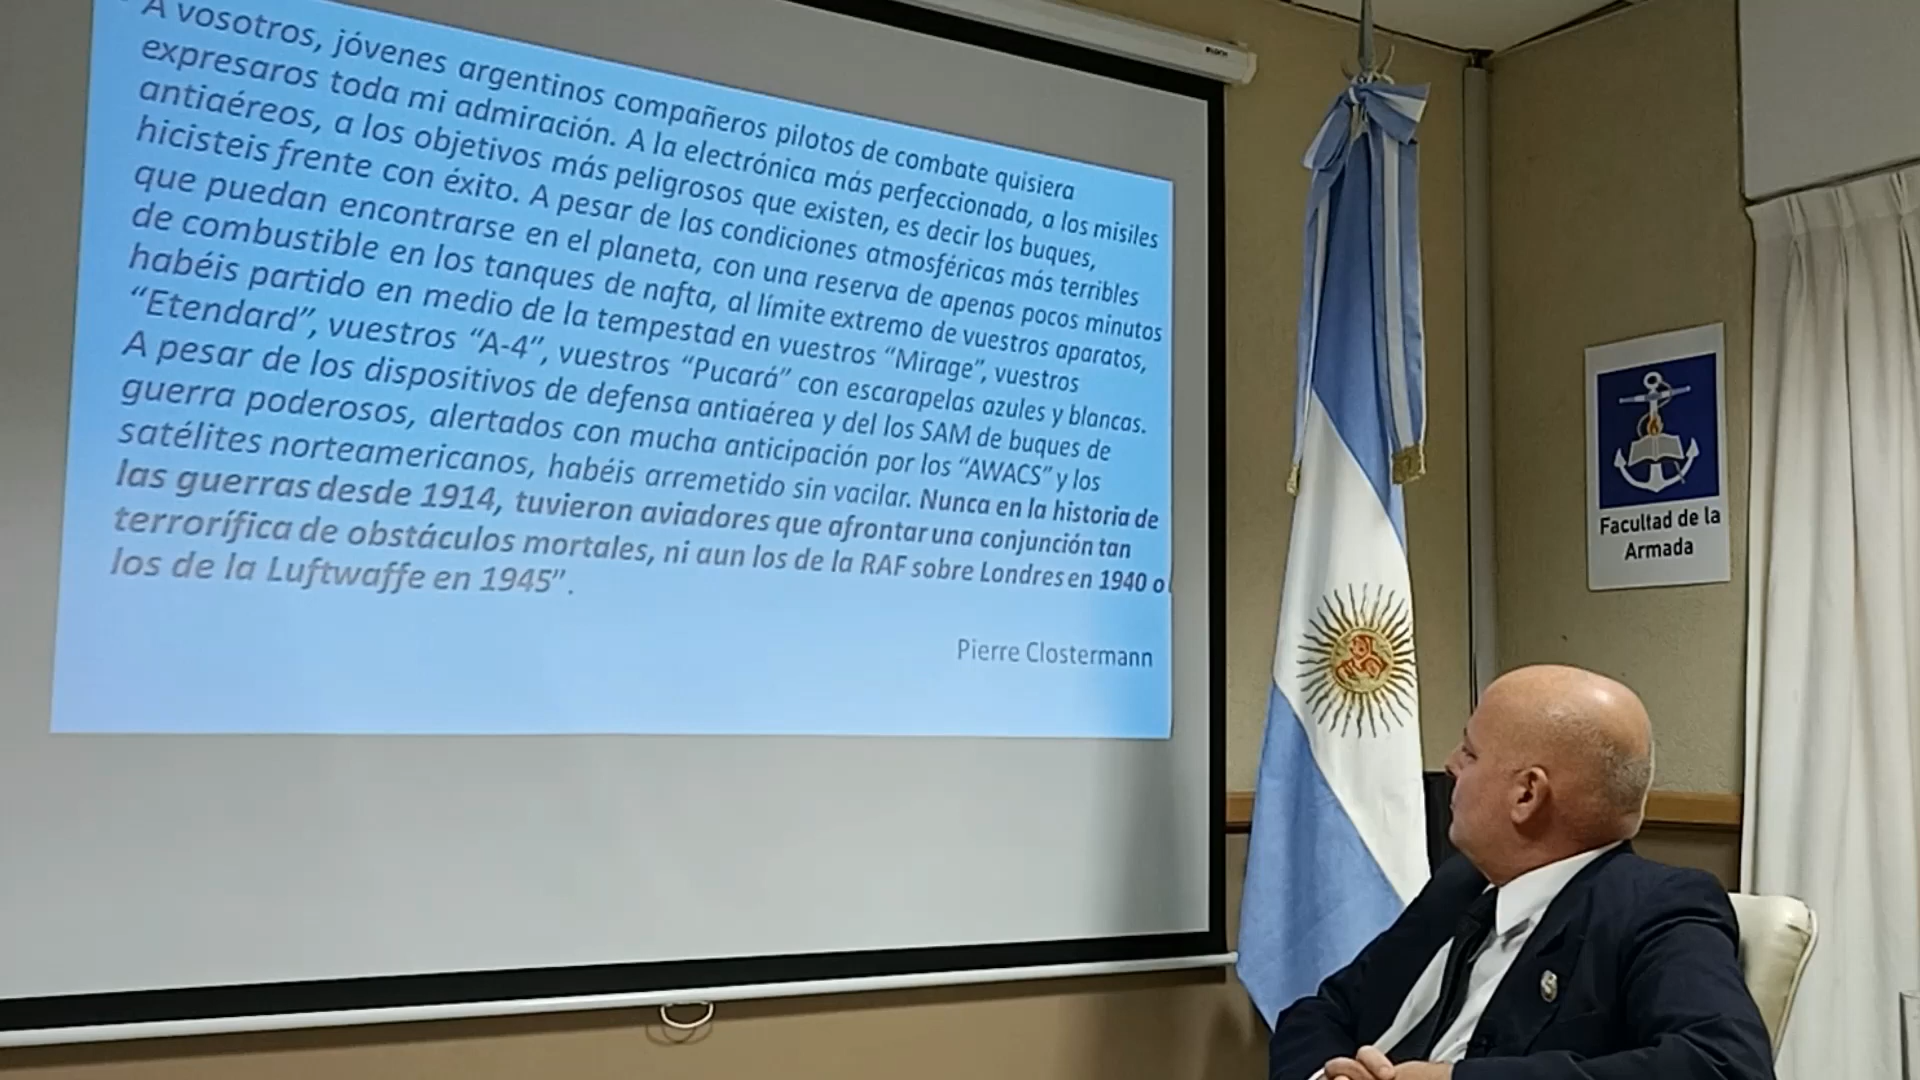 A vosotros, jóvenes argentinos compañeros pilotos de combate quisiera
expresaros toda mi admiración. A la electrónica más perfeccionada, a los misiles
antiaéreos, a los objetivos más peligrosos que existen, es decir los buques,
hicisteis frente con éxito. A pesar de las condiciones atmosféricas más terribles
que puedan encontrarse en el planeta, con una reserva de apenas pocos minutos
de combustible en los tanques de nafta, al límite extremo de vuestros aparatos,
habéis partido en medio de la tempestad en vuestros “Mirage”, vuestros
“Etendard”, vuestros “A-4”, vuestros “Pucará” con escarapelas azules y blancas.
A pesar de los dispositivos de defensa antiaérea y del los SAM de buques de
guerra poderosos, alertados con mucha anticipación por los “AWACS” y los
satélites norteamericanos, habéis arremetido sin vacilar. Nunca en la historia de
las guerras desde 1914, tuvieron aviadores que afrontar una conjunción tan
terrorífica de obstáculos mortales, ni aun los de la RAF sobre Londres en 1940 o
los de la Luftwaffe en 1945”.
Pierre Clostermann
Facultad de la
Armada